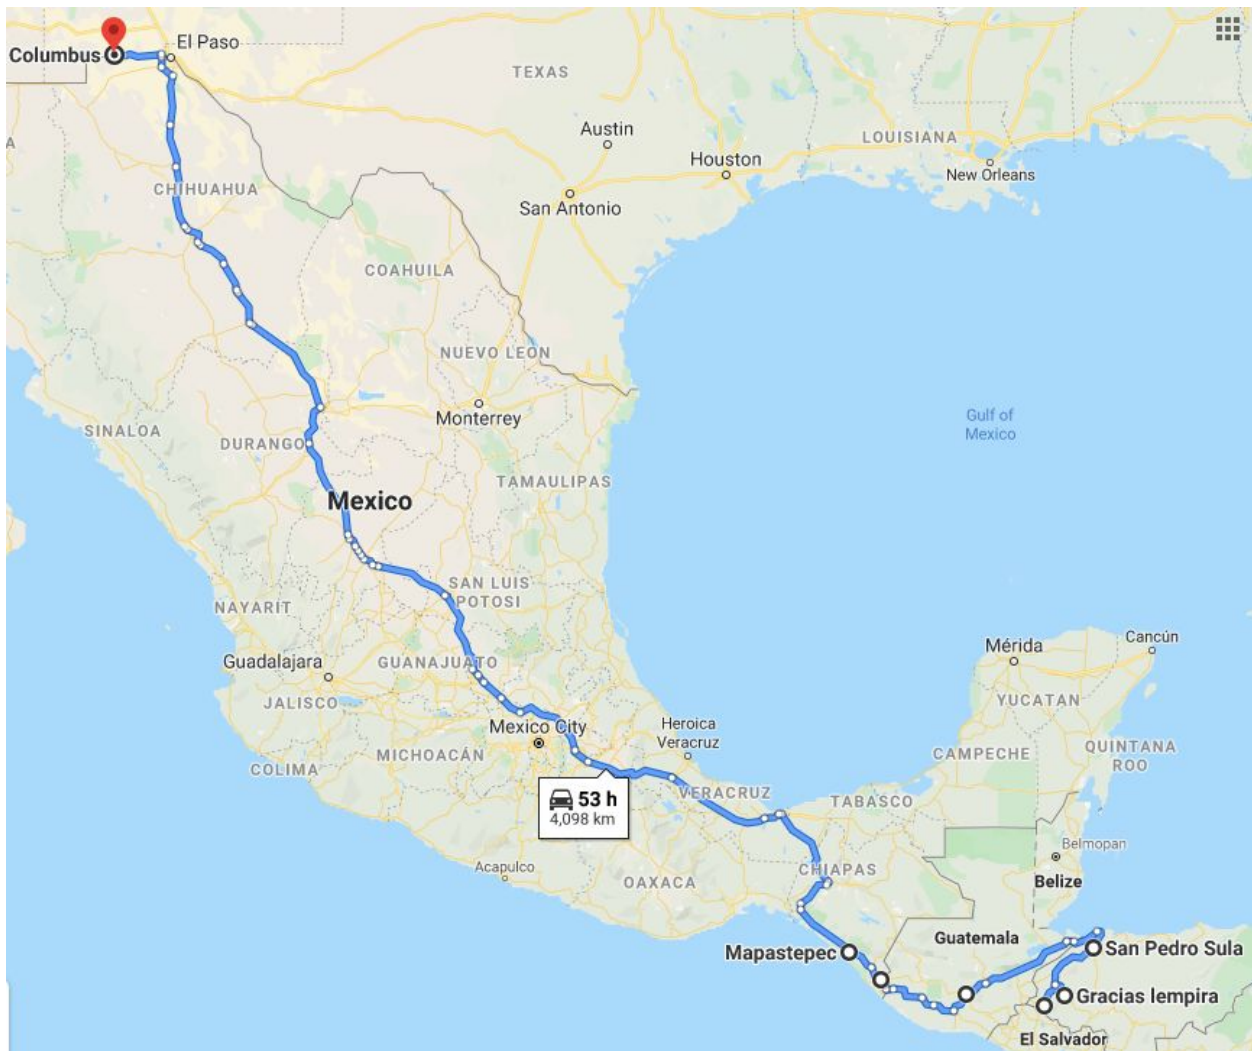 Columbus
El Paso
TEXAS
Austin
Houston
LOUISIANA
New Orleans
A
CHIHUAHUA
San Antonio
COAHUILA
NUEVO LEON
Monterrey
Gulf of
Mexico
SINALOA
DURANGO
TAMAULIPAS
Mexico
SAN LUIS
POTOSI
NAYARIT
Guadalajara
GUANAJUATO
Mérida
Cancún
JALISCO
YUCATAN
Mexico City
Heroica
Veracruz
MICHOACÁN
CAMPECHE
QUINTANA
ROO
COLIMA
53 h
4,098 km
VERACRUZ
TABASCO
Belmopan
Acapulco
OAXACA
CHIAPAS
Belize
Mapastepec
Guatemala
San Pedro Sula
Gracias lempira
El Salvador